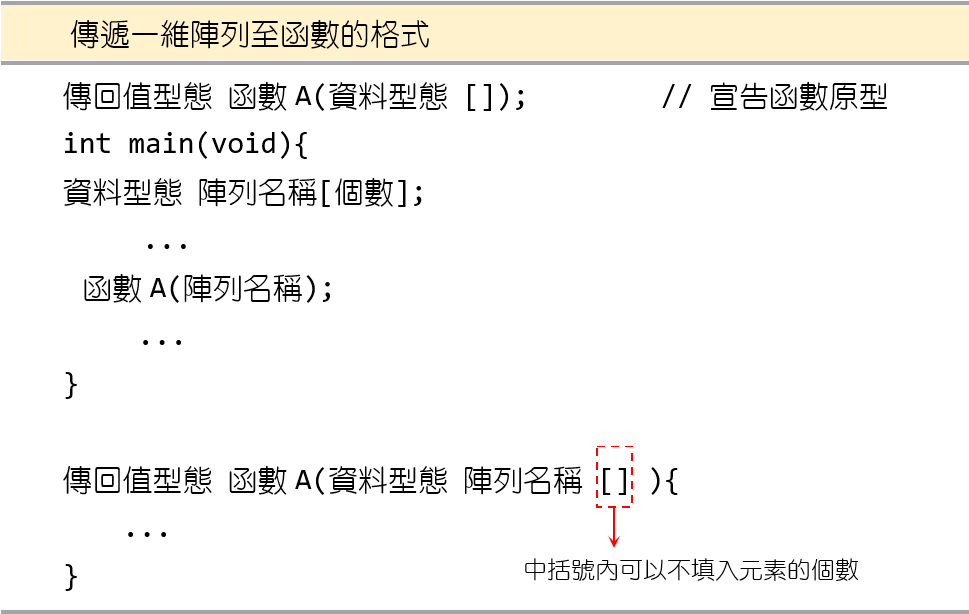 傳遞一維陣列至函數的格式
傳回值型態 函數A(資料型態 []); // 宣告函數原型
int main(void){
資料型態 陣列名稱[個數];
...
函數A(陣列名稱);
...
}
傳回值型態 函數A(資料型態 陣列名稱 [] ){
...
中括號內可以不填入元素的個數
}